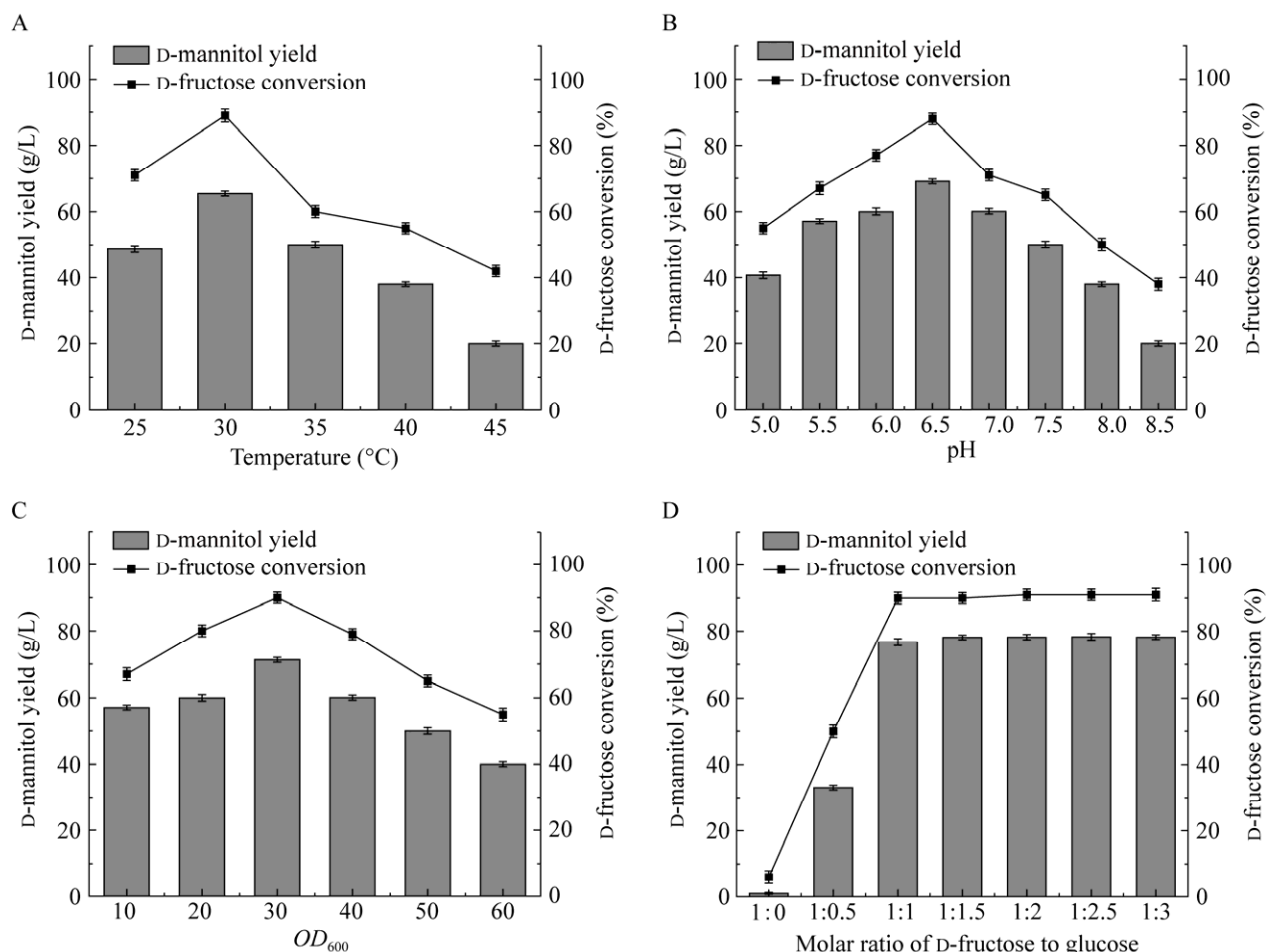 A
D-mannitol yield
D-fructose conversion
D-mannitol yield (g/L)
100
80
60
40
20
0
D-fructose conversion (%)
100
80
60
40
20
0
25 30 35 40 45
Temperature (°C)
B
D-mannitol yield
D-fructose conversion
D-mannitol yield (g/L)
100
80
60
40
20
0
D-fructose conversion (%)
100
80
60
40
20
0
5.0 5.5 6.0 6.5 7.0 7.5 8.0 8.5
pH
C
D-mannitol yield
D-fructose conversion
D-mannitol yield (g/L)
100
80
60
40
20
0
D-fructose conversion (%)
100
80
60
40
20
0
10 20 30 40 50 60
OD600
D
D-mannitol yield
D-fructose conversion
D-mannitol yield (g/L)
100
80
60
40
20
0
D-fructose conversion (%)
100
80
60
40
20
0
1:0 1:0.5 1:1 1:1.5 1:2 1:2.5 1:3
Molar ratio of D-fructose to glucose